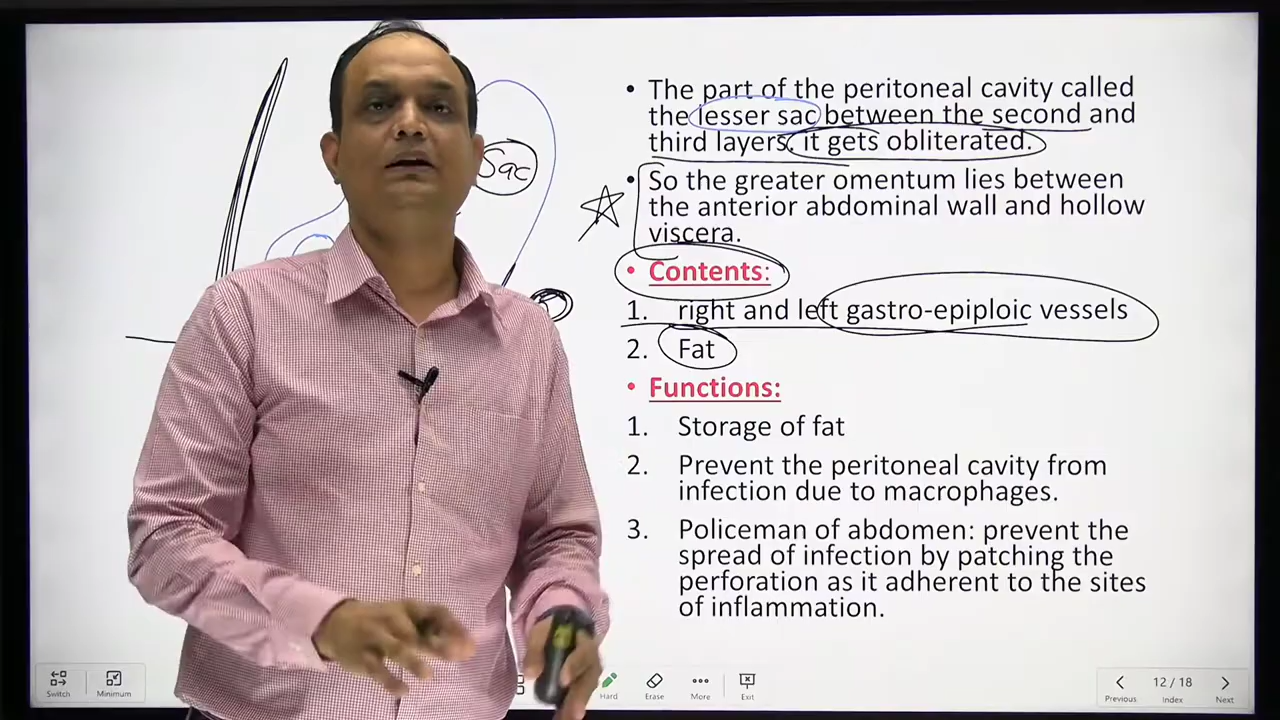 • The part of the peritoneal cavity called
the lesser sac between the second and
third layers. it gets obliterated.
• So the greater omentum lies between
the anterior abdominal wall and hollow
viscera.
• Contents:
1. right and left gastro-epiploic vessels
2. Fat
• Functions:
1. Storage of fat
2. Prevent the peritoneal cavity from
infection due to macrophages.
3. Policeman of abdomen: prevent the
spread of infection by patching the
perforation as it adherent to the sites
of inflammation.
Sac
Switch
Minimum
Hard
Erase
More
Exit
Previous
12 / 18
Index
Next